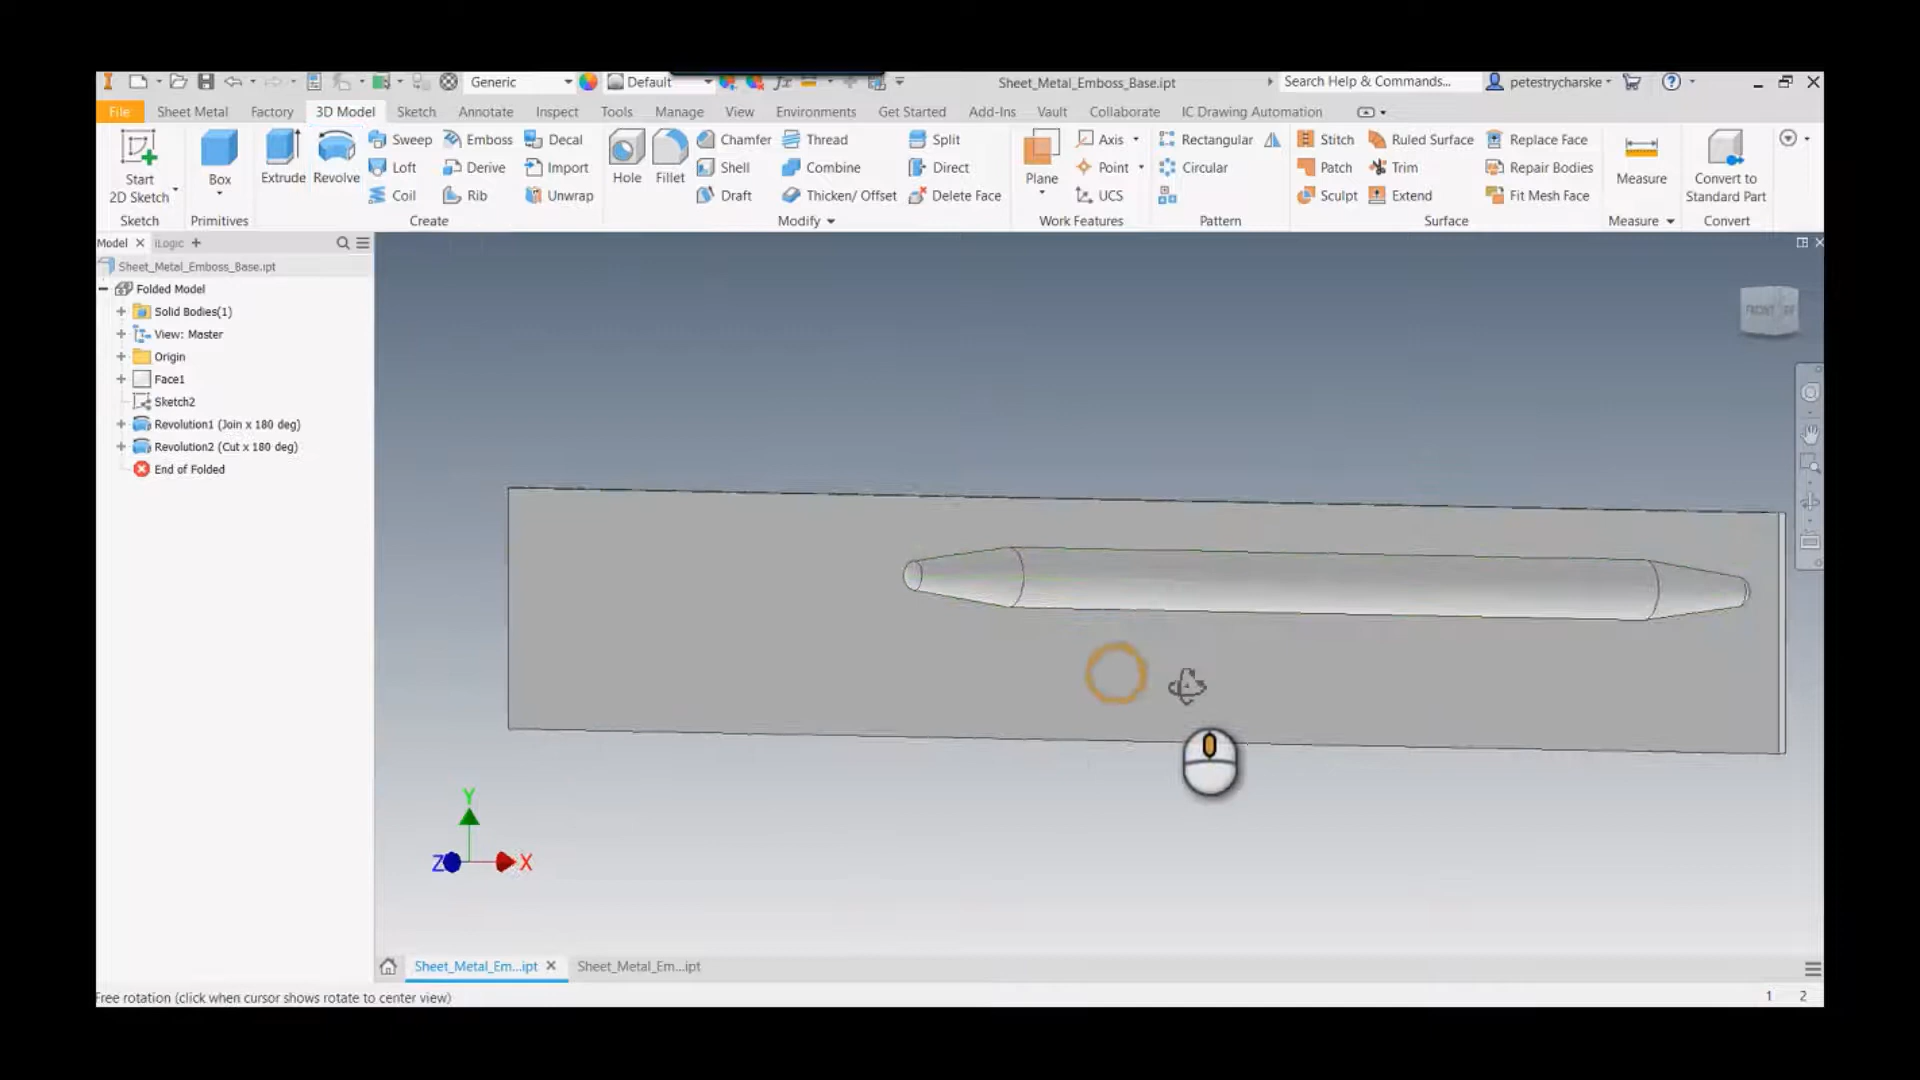 Generic Default Sheet_Metal_Emboss_Base.ipt Search Help & Commands... petestrycharske
File Sheet Metal Factory 3D Model Sketch Annotate Inspect Tools Manage View Environments Get Started Add-Ins Vault Collaborate IC Drawing Automation
Start 2D Sketch
Sketch
Box
Primitives
Extrude Revolve
Sweep Emboss Decal
Loft Derive Import
Coil Rib Unwrap
Create
Hole Fillet
Chamfer Thread Split
Shell Combine Direct
Draft Thicken/ Offset Delete Face
Modify
Plane
Axis
Point
UCS
Work Features
Rectangular
Circular
Pattern
Stitch Ruled Surface Replace Face
Patch Trim Repair Bodies
Sculpt Extend Fit Mesh Face
Surface
Measure
Measure
Convert to Standard Part
Convert
Model iLogic
Sheet_Metal_Emboss_Base.ipt
Folded Model
Solid Bodies(1)
View: Master
Origin
Face1
Sketch2
Revolution1 (Join x 180 deg)
Revolution2 (Cut x 180 deg)
End of Folded
FRONT
Y
Z X
Sheet_Metal_Em...ipt Sheet_Metal_Em...ipt
Free rotation (click when cursor shows rotate to center view) 1 2